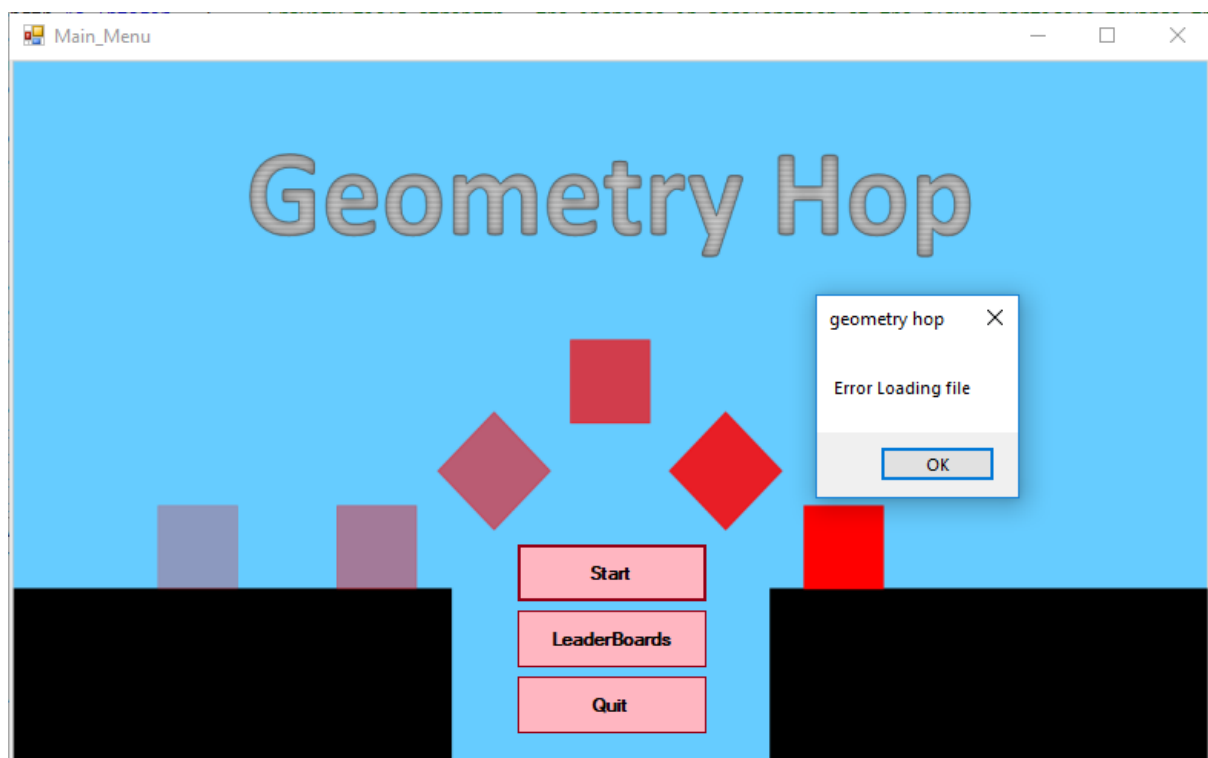 Main_Menu
Geometry Hop
geometry hop
Error Loading file
OK
Start
LeaderBoards
Quit